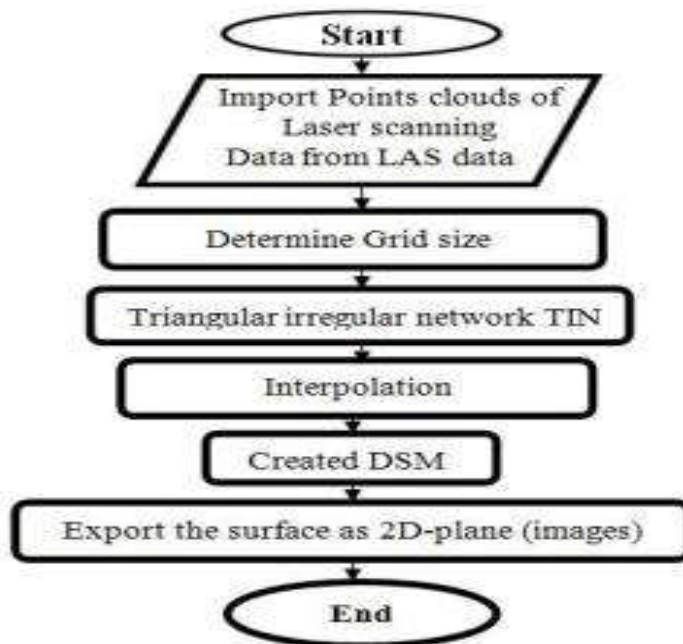 Start
Import Points clouds of
Laser scanning
Data from LAS data
Determine Grid size
Triangular irregular network TIN
Interpolation
Created DSM
Export the surface as 2D-plane (images)
End